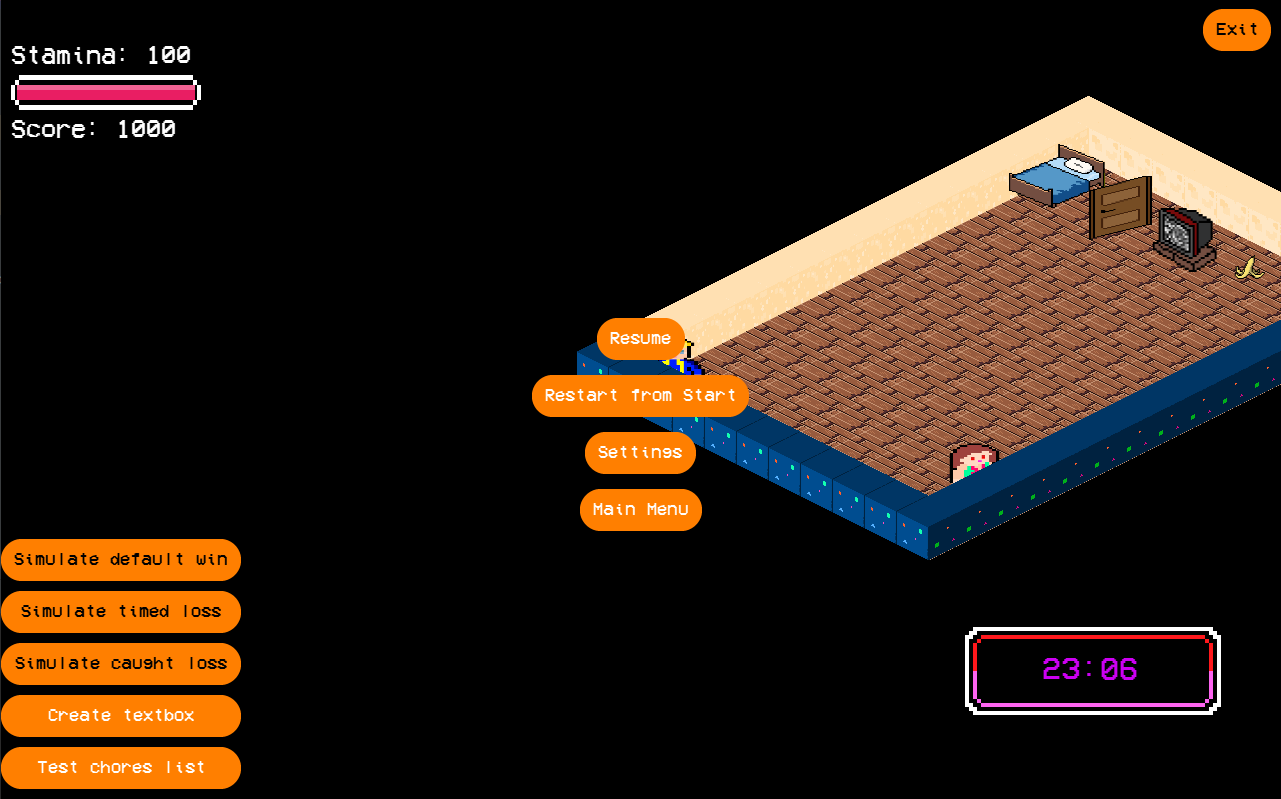 Exit
Stamina: 100
Score: 1000
Resume
Restart from Start
Settings
Main Menu
Simulate default win
Simulate timed loss
Simulate caught loss
Create textbox
Test chores list
23:06